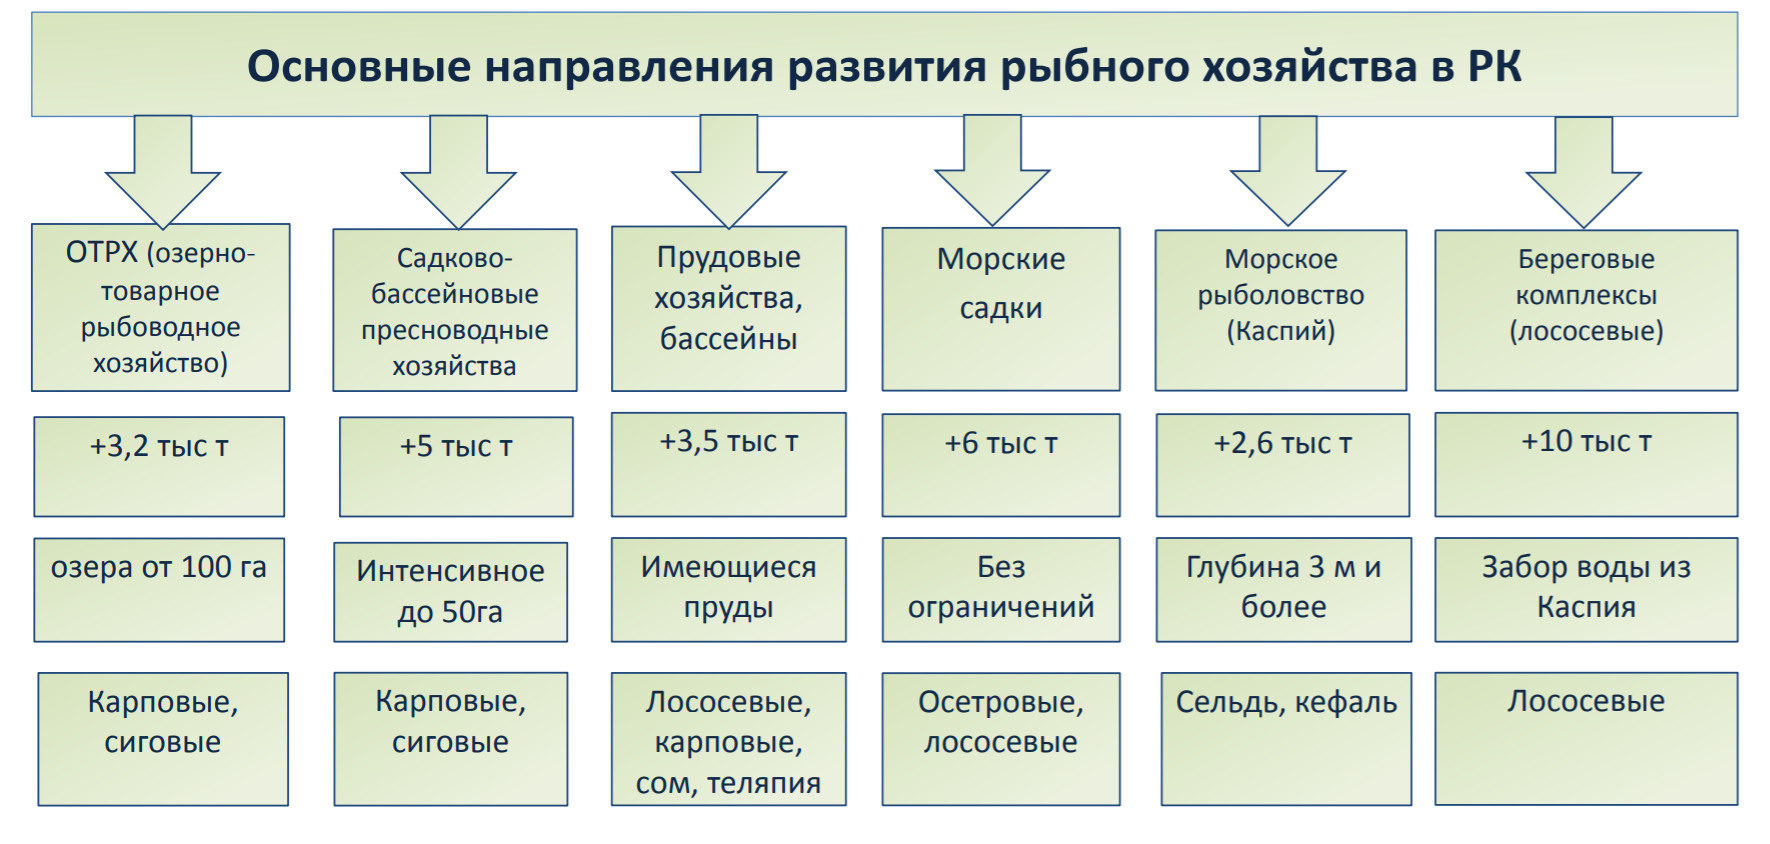 Основные направления развития рыбного хозяйства в РК
ОТРХ (озерно-
товарное
рыбоводное
хозяйство)
Садково-
бассейновые
пресноводные
хозяйства
Прудовые
хозяйства,
бассейны
Морские
садки
Морское
рыболовство
(Каспий)
Береговые
комплексы
(лососевые)
+3,2 тыс т
+5 тыс т
+3,5 тыс т
+6 тыс т
+2,6 тыс т
+10 тыс т
озера от 100 га
Интенсивное
до 50га
Имеющиеся
пруды
Без
ограничений
Глубина 3 м и
более
Забор воды из
Каспия
Карповые,
сиговые
Карповые,
сиговые
Лососевые,
карповые,
сом, теляпия
Осетровые,
лососевые
Сельдь, кефаль
Лососевые